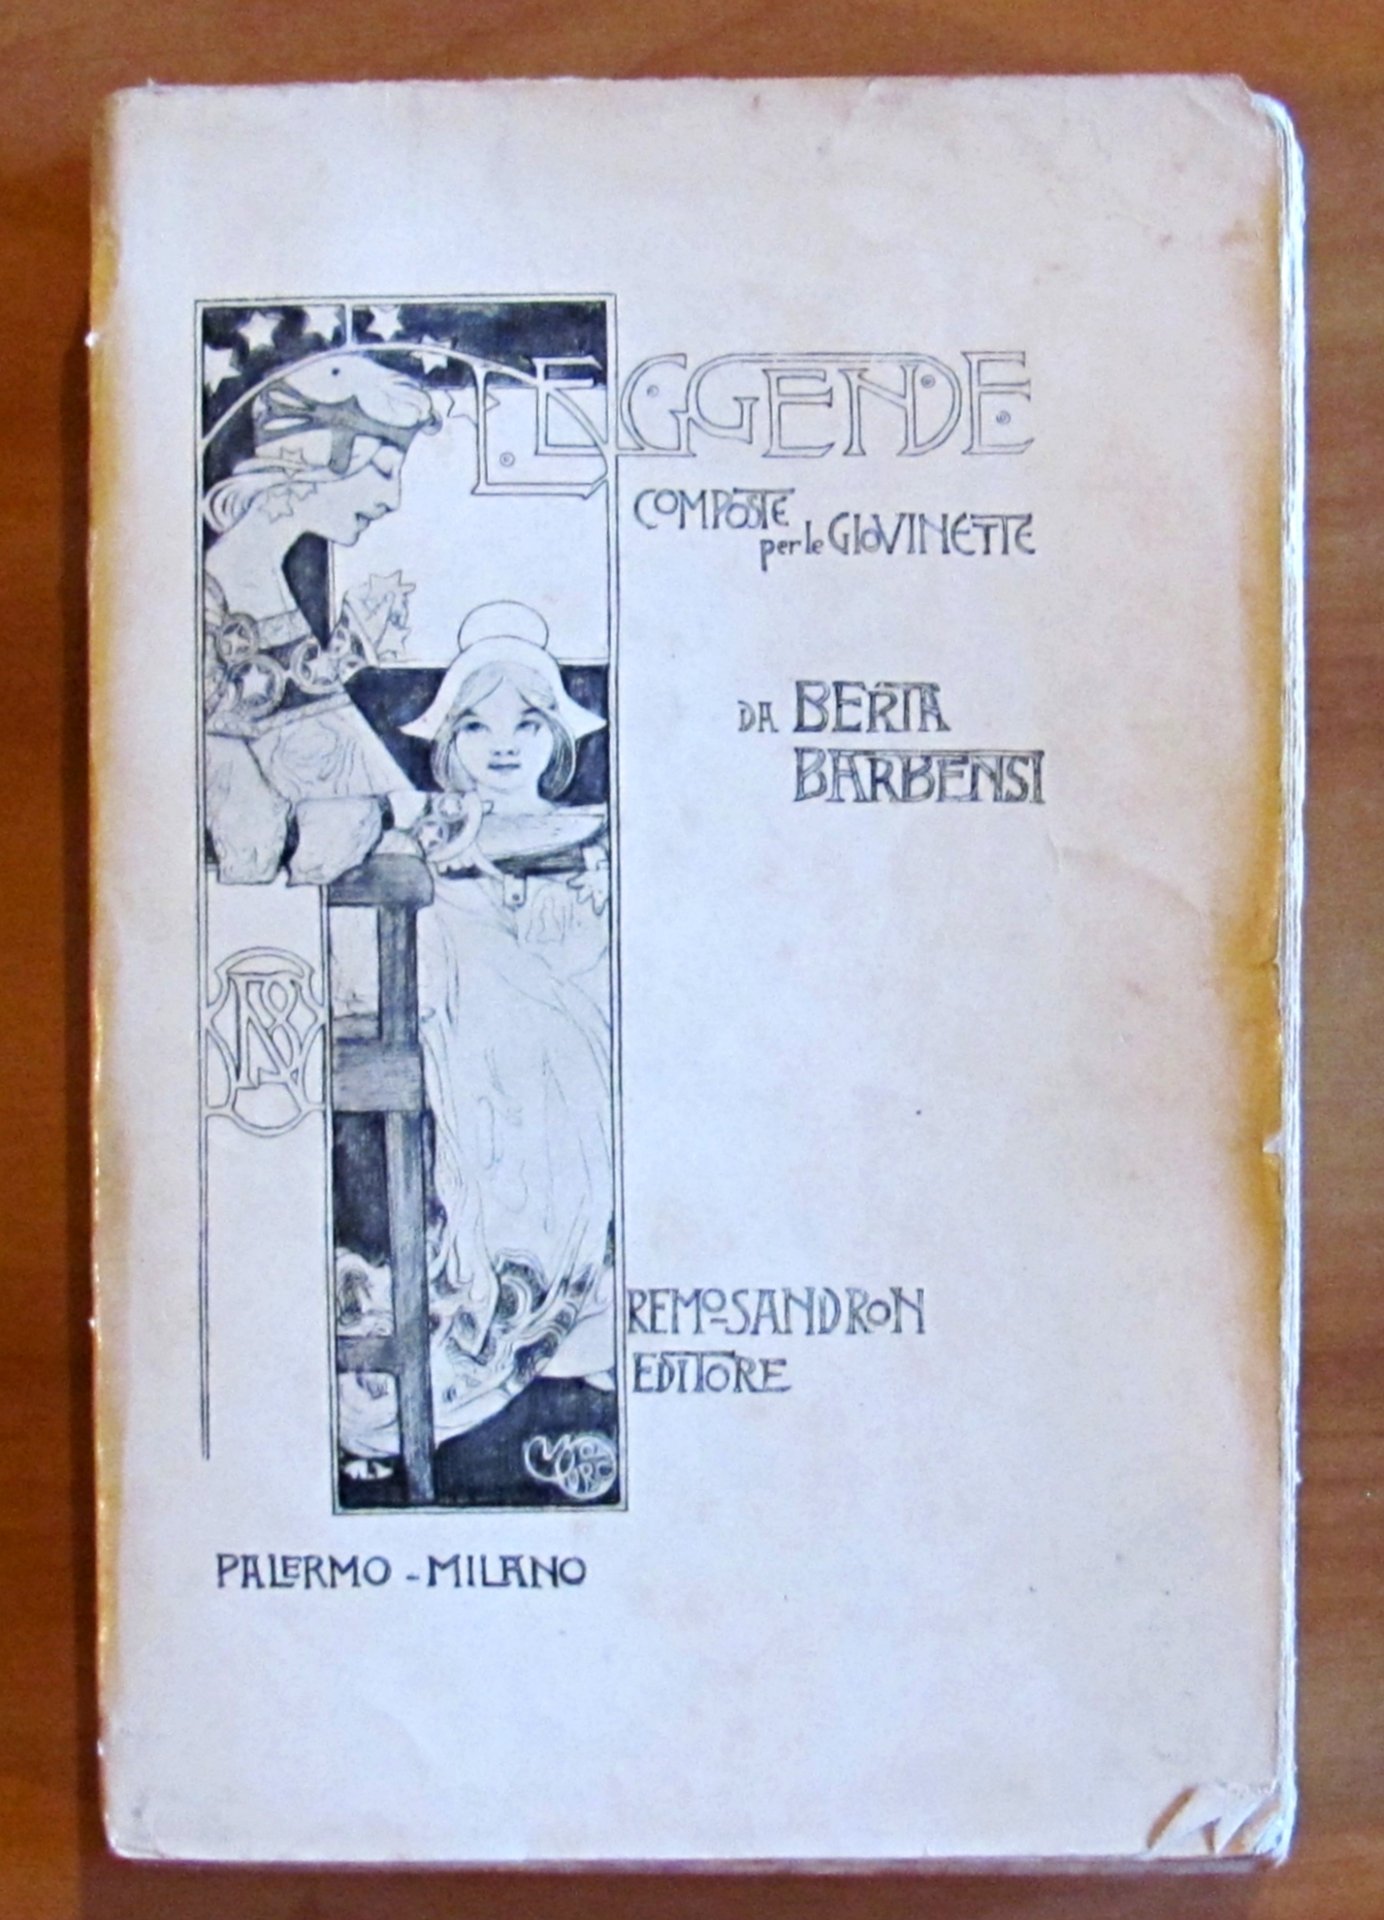 LEGGENDE
COMPOSTE
per le GIOVINETTE
DA BERTA
BARBENSI
REMO SANDRON
EDITORE
PALERMO - MILANO